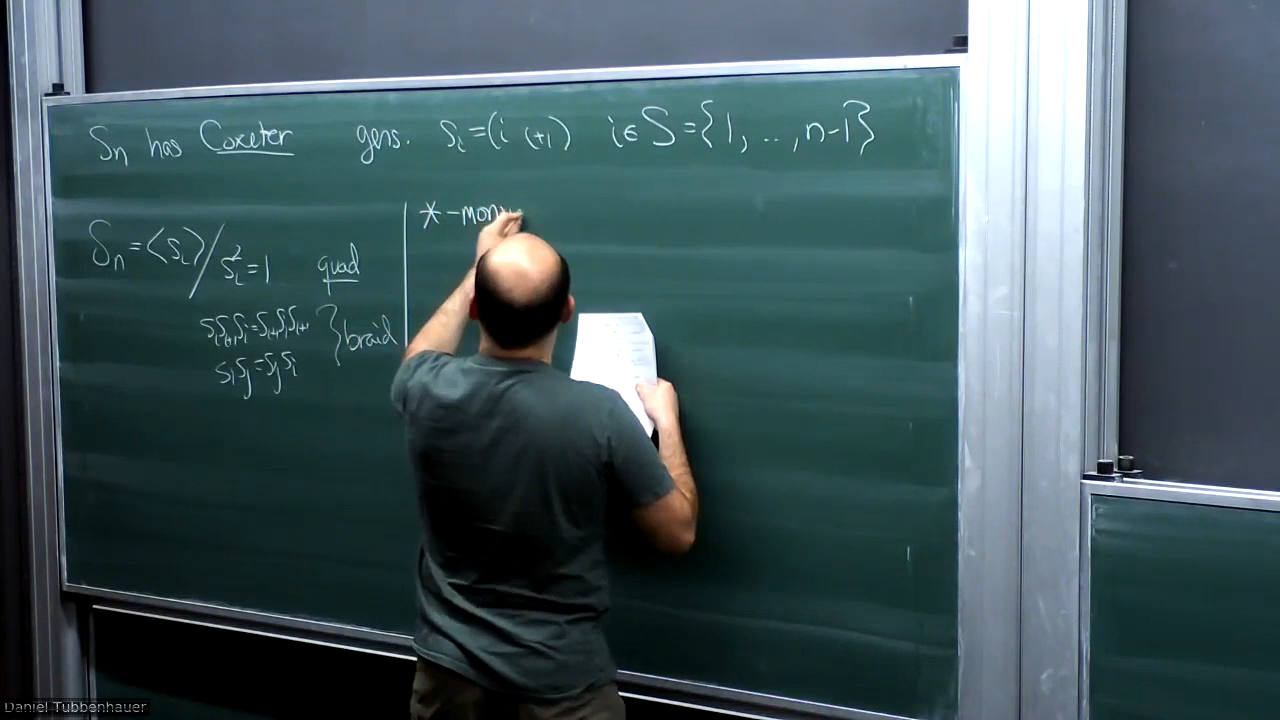 Sₙ has Coxeter gens. sᵢ=(i i+1) i∈S={1,..,n-1}
Sₙ=⟨sᵢ⟩/sᵢ²=1 quad
sᵢsᵢ₊₁sᵢ=sᵢ₊₁sᵢsᵢ₊₁ } braid
sᵢsⱼ=sⱼsᵢ
*-mon
Daniel Tubbenhauer